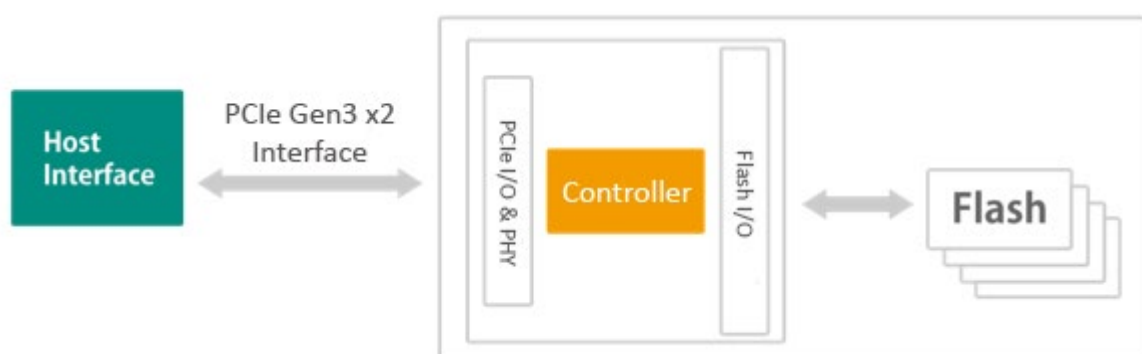 Host
Interface
PCIe Gen3 x2
Interface
PCIe I/O & PHY
Controller
Flash I/O
Flash